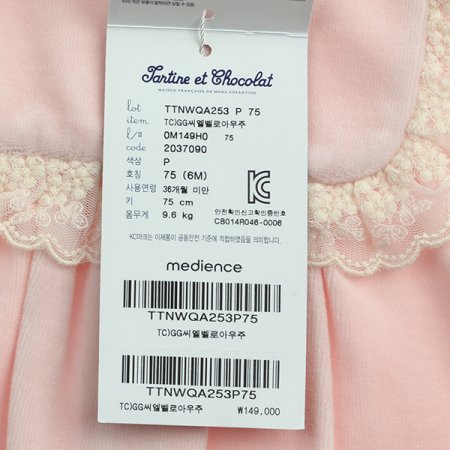 Tartine et Chocolat
MAISON FRANÇAISE DE MODE ENFANTINE
lot TTNWQA253 P 75
item TC)GG씨엘벨로아우주
l/# 0M149H0 75
code 2037090
색상 P
호칭 75 (6M)
사용연령 36개월 미만
키 75 cm
몸무게 9.6 kg
안전확인신고확인증번호
CB014R046-0006
KC마크는 이제품이 공동안전 기준에 적합하였음을 의미합니다.
medience
TTNWQA253P75
TC)GG씨엘벨로아우주
TTNWQA253P75
TC)GG씨엘벨로아우주 ₩149,000